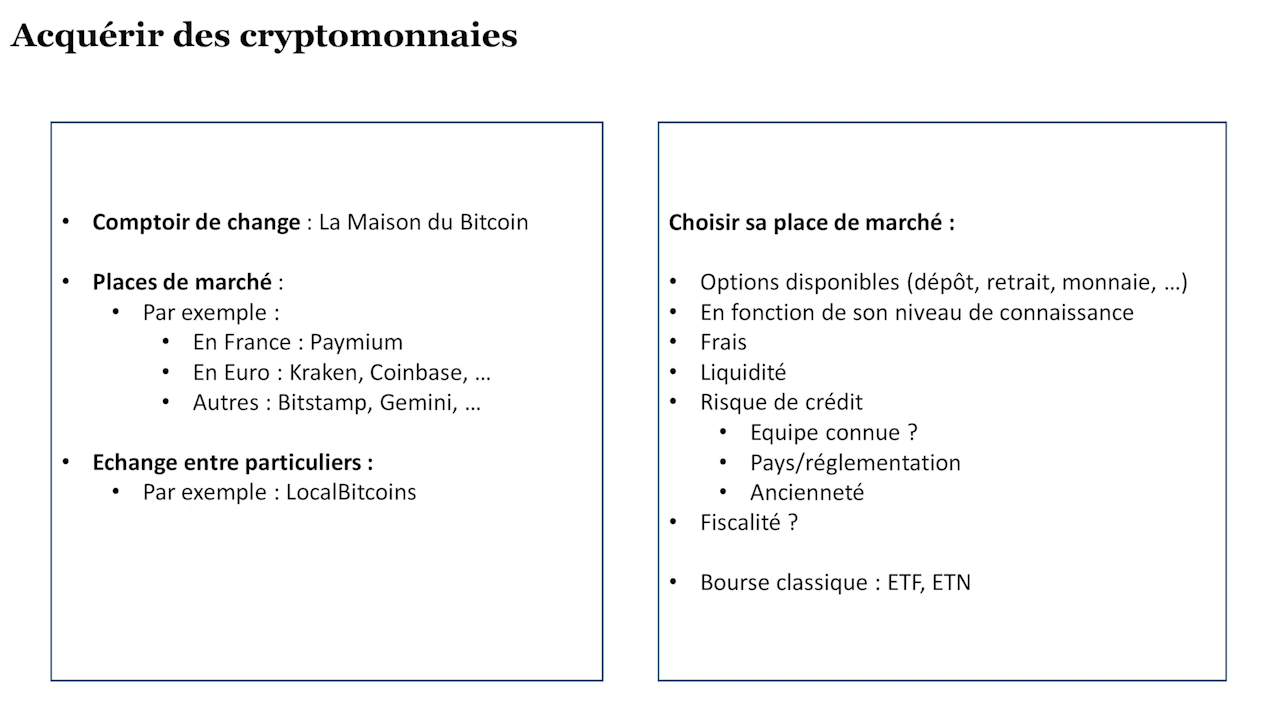 Acquérir des cryptomonnaies
• Comptoir de change : La Maison du Bitcoin
• Places de marché :
• Par exemple :
• En France : Paymium
• En Euro : Kraken, Coinbase, ...
• Autres : Bitstamp, Gemini, ...
• Echange entre particuliers :
• Par exemple : LocalBitcoins
Choisir sa place de marché :
• Options disponibles (dépôt, retrait, monnaie, ...)
• En fonction de son niveau de connaissance
• Frais
• Liquidité
• Risque de crédit
• Equipe connue ?
• Pays/réglementation
• Ancienneté
• Fiscalité ?
• Bourse classique : ETF, ETN